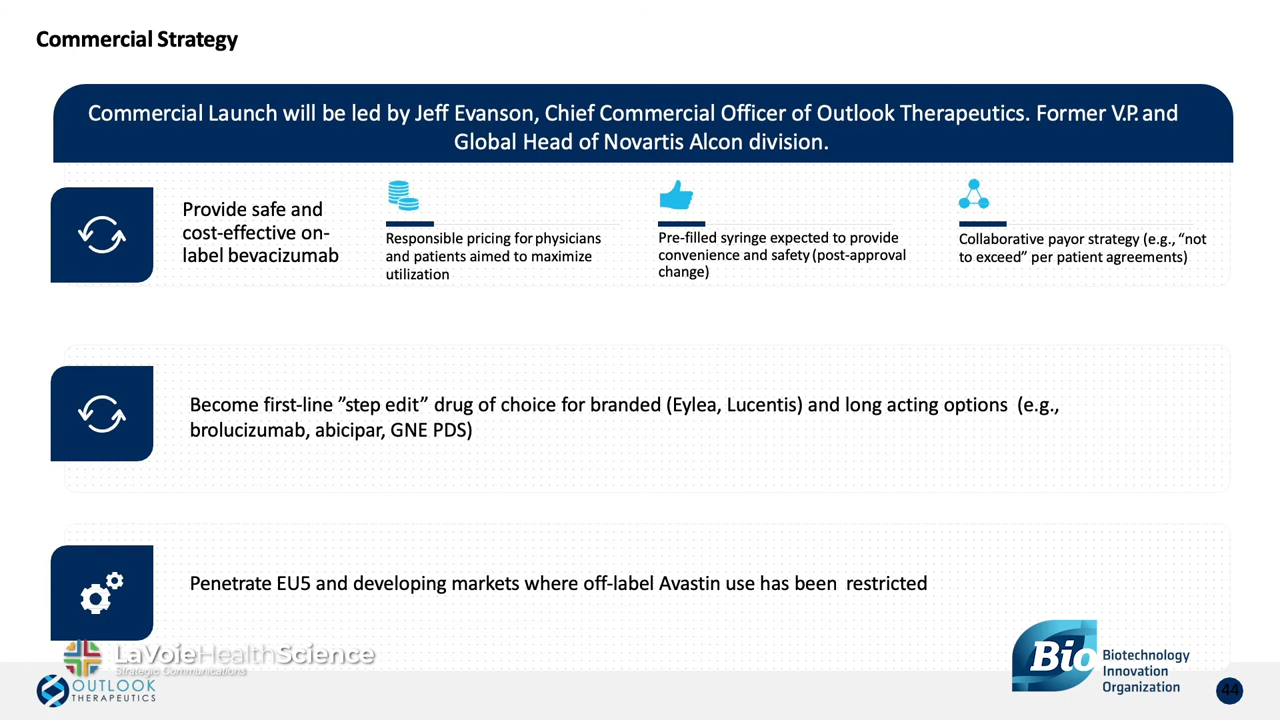 Commercial Strategy
Commercial Launch will be led by Jeff Evanson, Chief Commercial Officer of Outlook Therapeutics. Former V.P. and
Global Head of Novartis Alcon division.
Provide safe and
cost-effective on-
label bevacizumab
Responsible pricing for physicians
and patients aimed to maximize
utilization
Pre-filled syringe expected to provide
convenience and safety (post-approval
change)
Collaborative payor strategy (e.g., “not
to exceed” per patient agreements)
Become first-line ”step edit” drug of choice for branded (Eylea, Lucentis) and long acting options (e.g.,
brolucizumab, abicipar, GNE PDS)
Penetrate EU5 and developing markets where off-label Avastin use has been restricted
LaVoieHealthScience
Strategic Communications
OUTLOOK
THERAPEUTICS
Bio
Biotechnology
Innovation
Organization
44